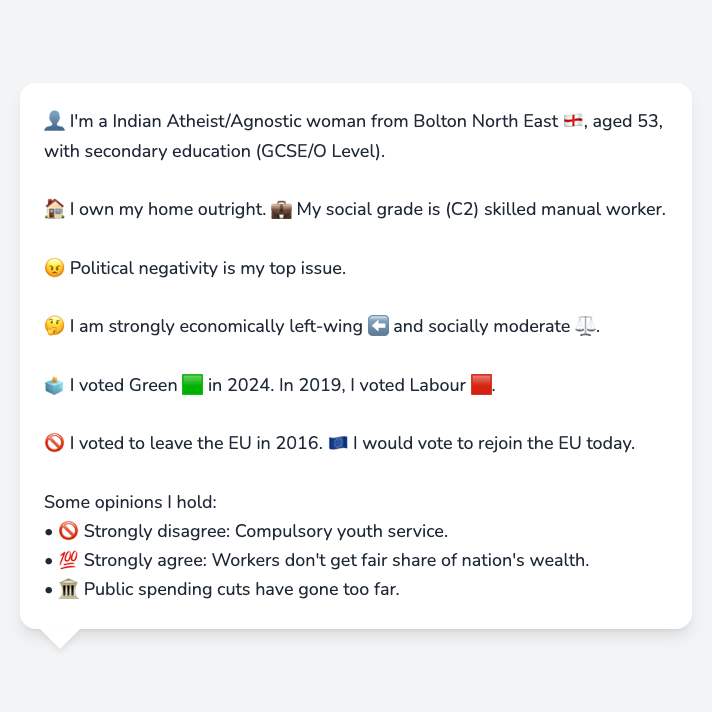 👤 I'm a Indian Atheist/Agnostic woman from Bolton North East 🏴󠁧󠁢󠁥󠁮󠁧󠁿, aged 53,
with secondary education (GCSE/O Level).
🏠 I own my home outright. 💼 My social grade is (C2) skilled manual worker.
😠 Political negativity is my top issue.
🤔 I am strongly economically left-wing ⬅️ and socially moderate ⚖️.
🗳️ I voted Green 🟩 in 2024. In 2019, I voted Labour 🟥.
🚫 I voted to leave the EU in 2016. 🇪🇺 I would vote to rejoin the EU today.
Some opinions I hold:
• 🚫 Strongly disagree: Compulsory youth service.
• 💯 Strongly agree: Workers don't get fair share of nation's wealth.
• 🏛️ Public spending cuts have gone too far.